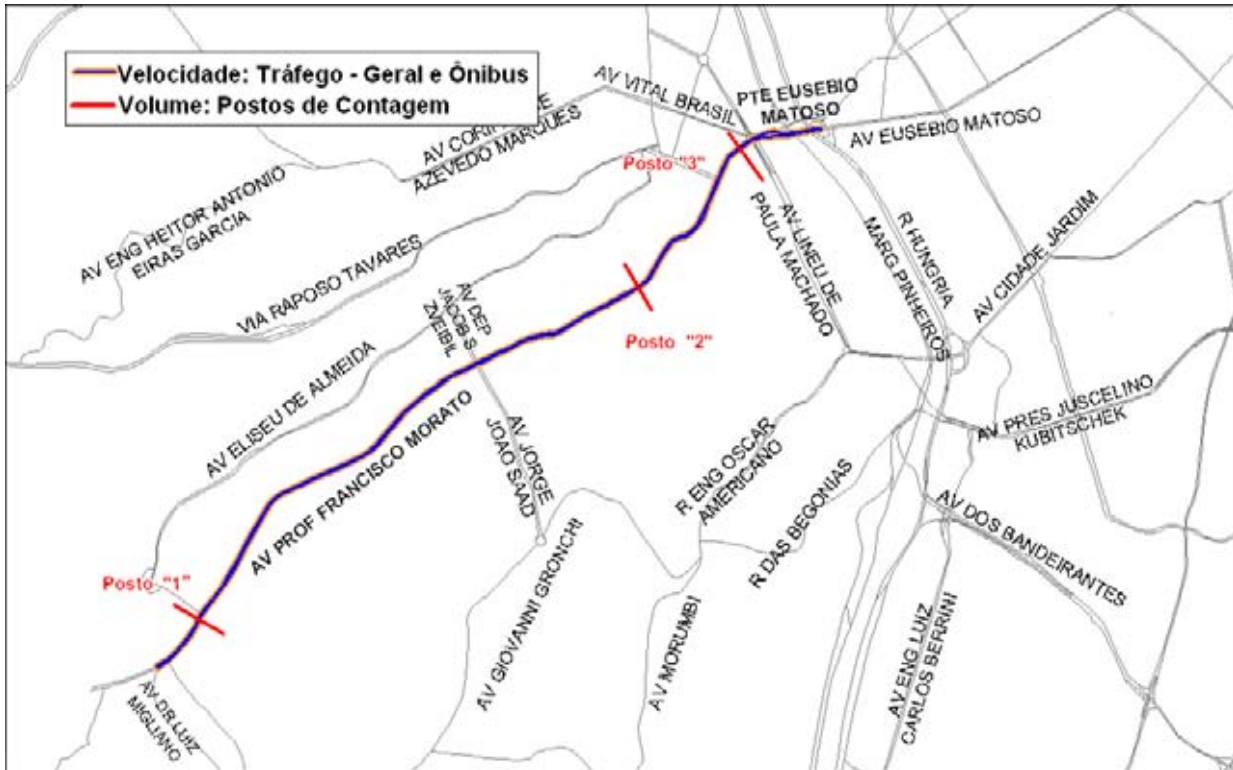 Velocidade: Tráfego - Geral e Ônibus
Volume: Postos de Contagem
AV VITAL BRASIL
PTE EUSEBIO
MATOSO
AV EUSEBIO MATOSO
AV CORIF E
AZEVEDO MARQUES
Posto "3"
AV ENG HEITOR ANTONIO
EIRAS GARCIA
VIA RAPOSO TAVARES
AV LINEU DE
PAULA MACHADO
R HUNGRIA
MARG PINHEIROS
AV CIDADE JARDIM
AV DEP
JACOB S
ZVEIBIL
Posto "2"
AV ELISEU DE ALMEIDA
AV PROF FRANCISCO MORATO
AV JORGE
JOAO SAAD
AV PRES JUSCELINO
KUBITSCHEK
R ENG OSCAR
AMERICANO
R DAS BEGONIAS
AV DOS BANDEIRANTES
Posto "1"
AV GIOVANNI GRONCHI
AV MORUMBI
AV ENG LUIZ
CARLOS BERRINI
AV DR LUIZ
MIGLIANO